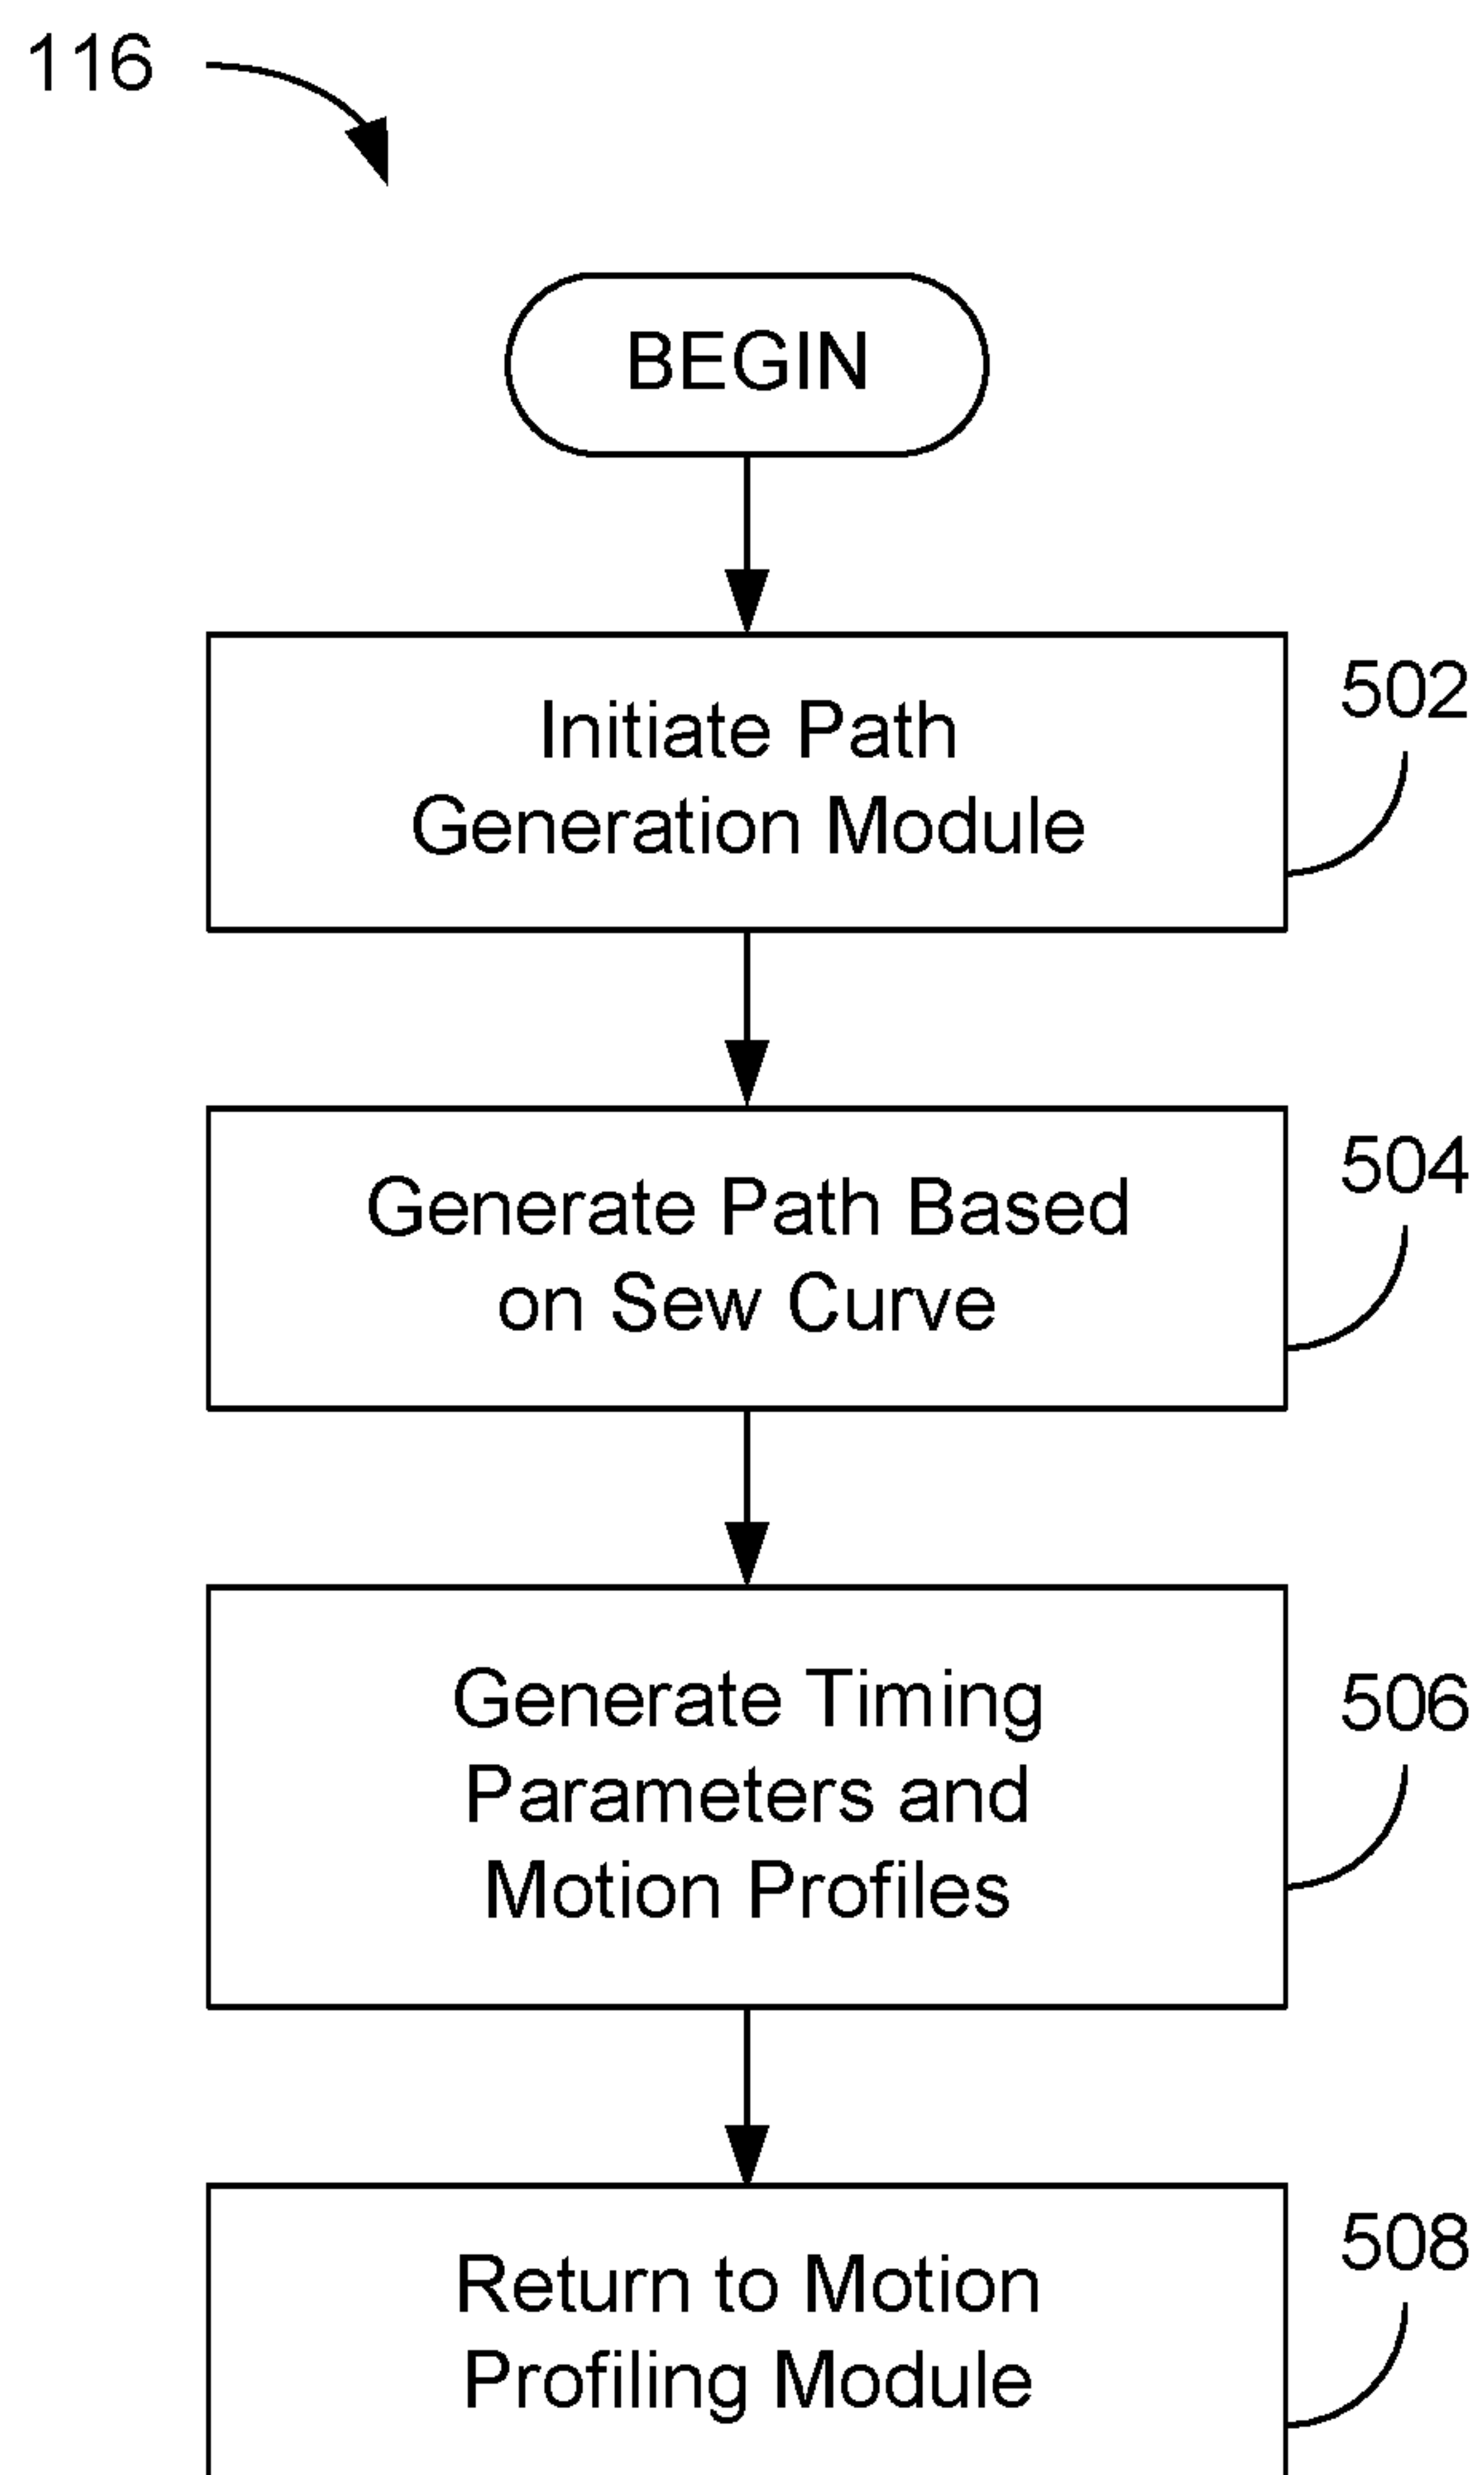 116
BEGIN
Initiate Path
Generation Module
502
Generate Path Based
on Sew Curve
504
Generate Timing
Parameters and
Motion Profiles
506
Return to Motion
Profiling Module
508